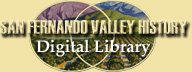 SAN FERNANDO VALLEY HISTORY
Digital Library